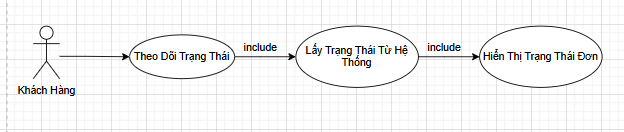 Khách Hàng
Theo Dõi Trạng Thái
include
Lấy Trạng Thái Từ Hệ
Thống
include
Hiển Thị Trạng Thái Đơn